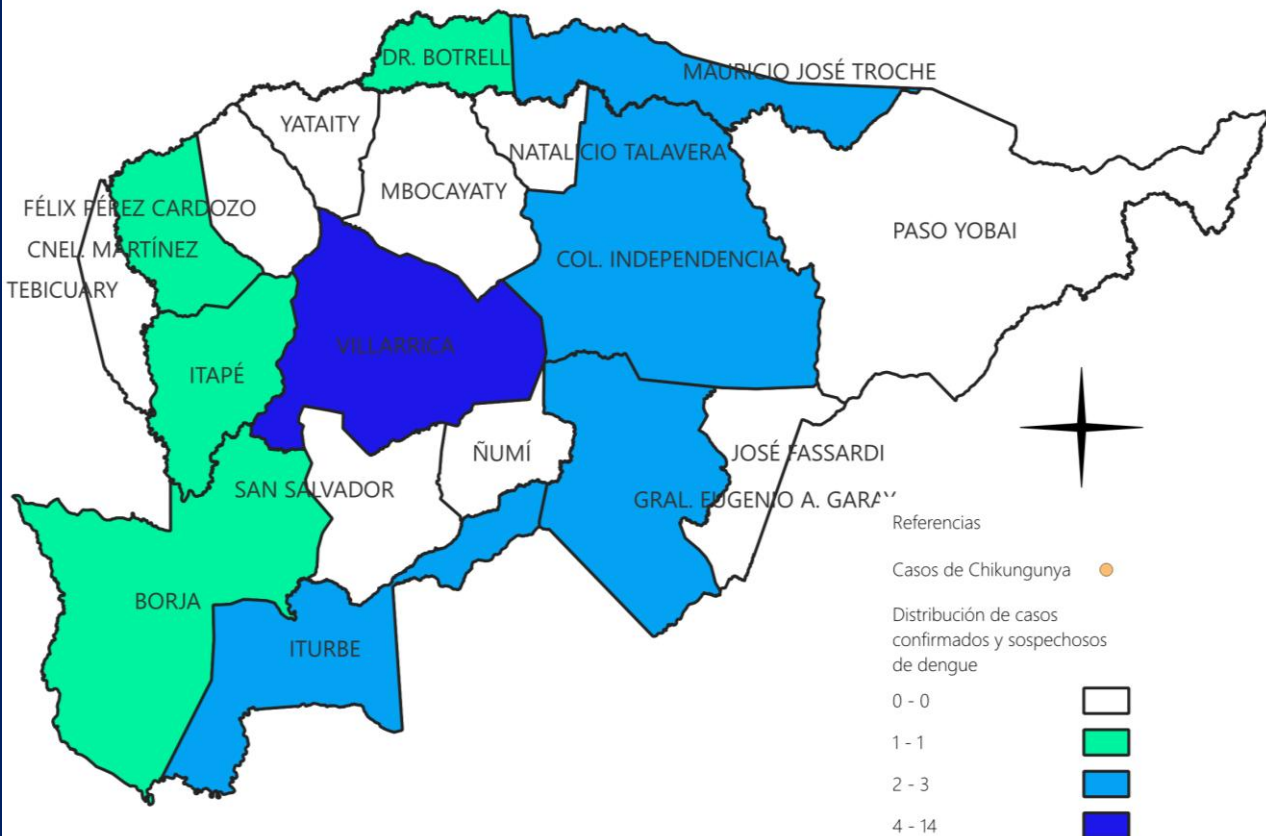 DR. BOTRELL
MAURICIO JOSÉ TROCHE
YATAITY
NATALICIO TALAVERA
MBOCAYATY
FÉLIX PÉREZ CARDOZO
PASO YOBAI
CNEL. MARTÍNEZ
COL. INDEPENDENCIA
TEBICUARY
VILLARRICA
ITAPÉ
ÑUMÍ
JOSÉ FASSARDI
SAN SALVADOR
GRAL. EUGENIO A. GARAY
BORJA
ITURBE
Referencias
Casos de Chikungunya
Distribución de casos
confirmados y sospechosos
de dengue
0 - 0
1 - 1
2 - 3
4 - 14